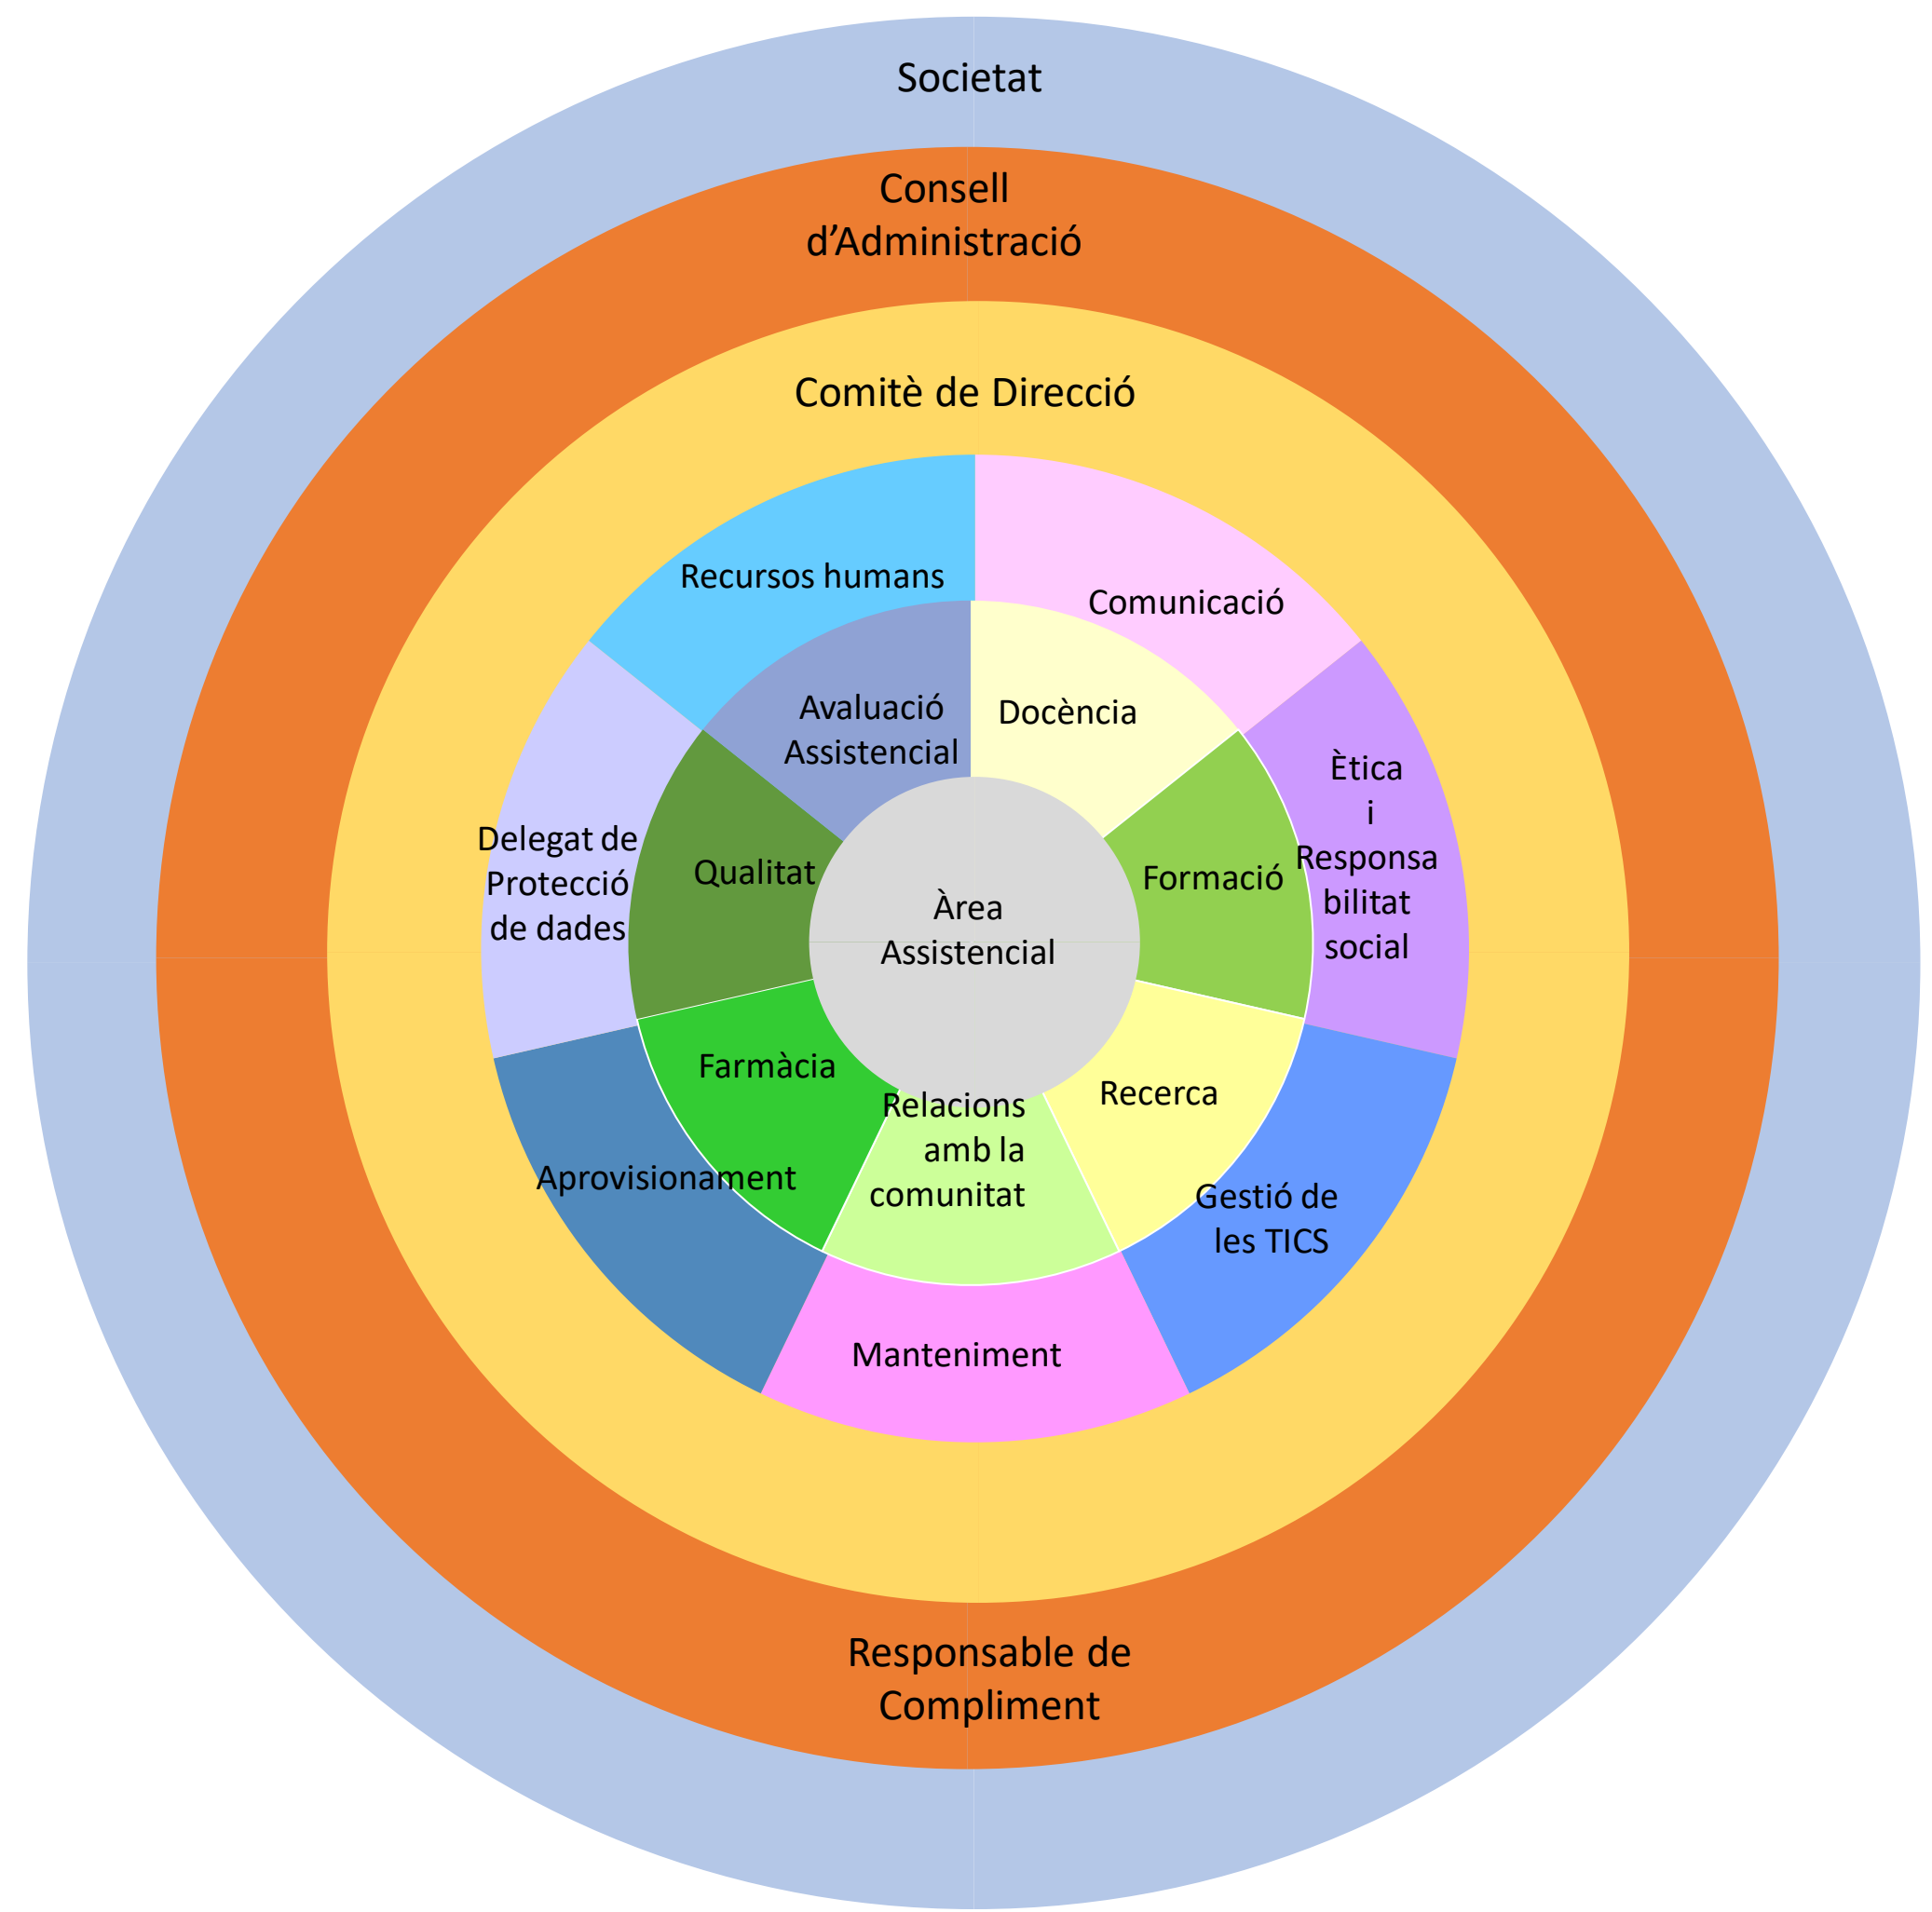 Societat
Consell
d’Administració
Comitè de Direcció
Recursos humans
Comunicació
Avaluació
Assistencial
Docència
Ètica
i
Responsa
bilitat
social
Delegat de
Protecció
de dades
Qualitat
Formació
Àrea
Assistencial
Farmàcia
Relacions
amb la
comunitat
Recerca
Aprovisionament
Gestió de
les TICS
Manteniment
Responsable de
Compliment